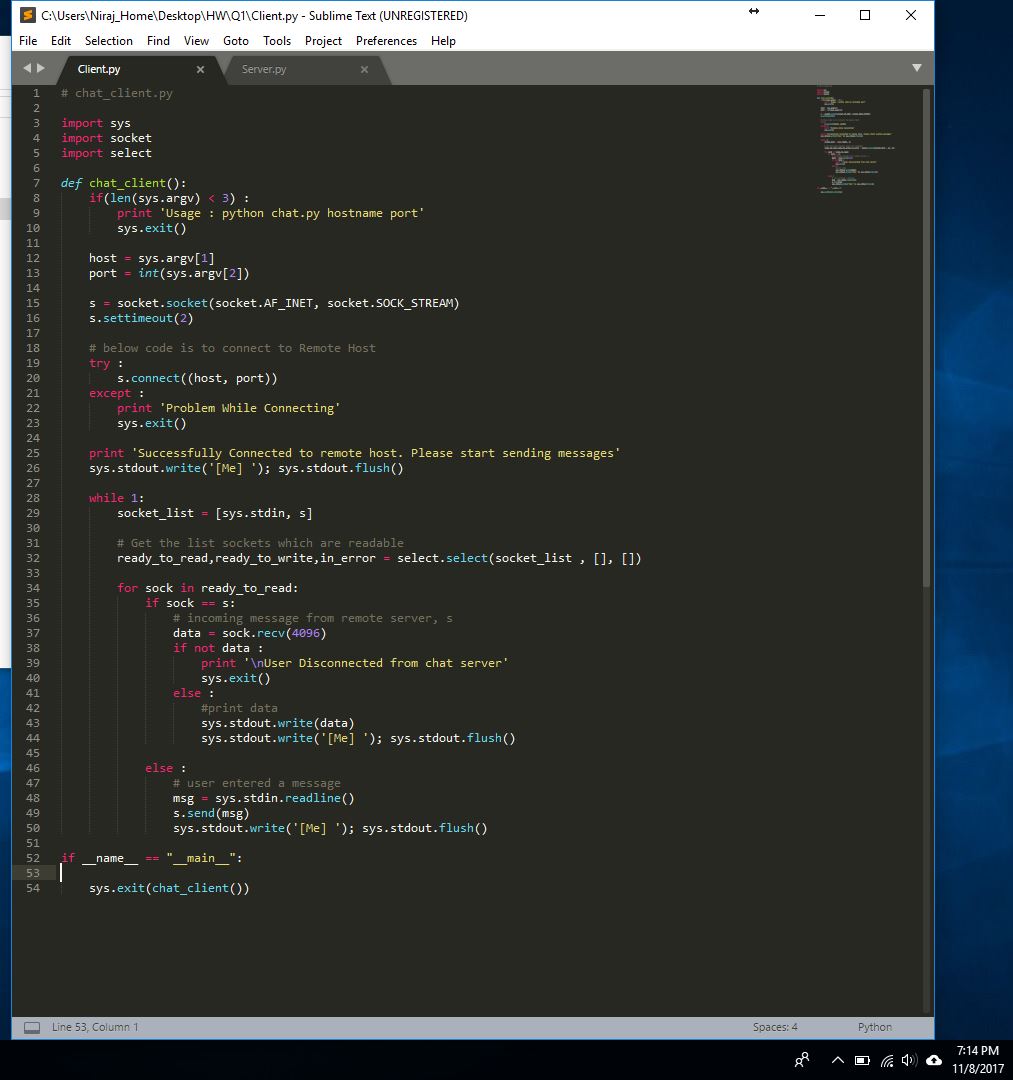 C:\Users\Niraj_Home\Desktop\HW\Q1\Client.py - Sublime Text (UNREGISTERED)
File Edit Selection Find View Goto Tools Project Preferences Help
Client.py Server.py
1 # chat_client.py
2
3 import sys
4 import socket
5 import select
6
7 def chat_client():
8     if(len(sys.argv) < 3) :
9         print 'Usage : python chat.py hostname port'
10         sys.exit()
11
12     host = sys.argv[1]
13     port = int(sys.argv[2])
14
15     s = socket.socket(socket.AF_INET, socket.SOCK_STREAM)
16     s.settimeout(2)
17
18     # below code is to connect to Remote Host
19     try :
20         s.connect((host, port))
21     except :
22         print 'Problem While Connecting'
23         sys.exit()
24
25     print 'Successfully Connected to remote host. Please start sending messages'
26     sys.stdout.write('[Me] '); sys.stdout.flush()
27
28     while 1:
29         socket_list = [sys.stdin, s]
30
31         # Get the list sockets which are readable
32         ready_to_read,ready_to_write,in_error = select.select(socket_list , [], [])
33
34         for sock in ready_to_read:
35             if sock == s:
36                 # incoming message from remote server, s
37                 data = sock.recv(4096)
38                 if not data :
39                     print '\nUser Disconnected from chat server'
40                     sys.exit()
41                 else :
42                     #print data
43                     sys.stdout.write(data)
44                     sys.stdout.write('[Me] '); sys.stdout.flush()
45
46             else :
47                 # user entered a message
48                 msg = sys.stdin.readline()
49                 s.send(msg)
50                 sys.stdout.write('[Me] '); sys.stdout.flush()
51
52 if __name__ == "__main__":
53
54     sys.exit(chat_client())
Line 53, Column 1 Spaces: 4 Python
7:14 PM
11/8/2017